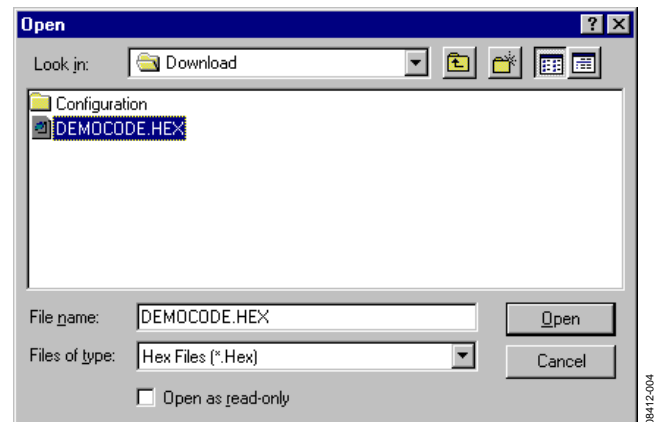 Open
Look in: Download
Configuration
DEMOCODE.HEX
File name: DEMOCODE.HEX Open
Files of type: Hex Files (*.Hex) Cancel
Open as read-only
08412-004